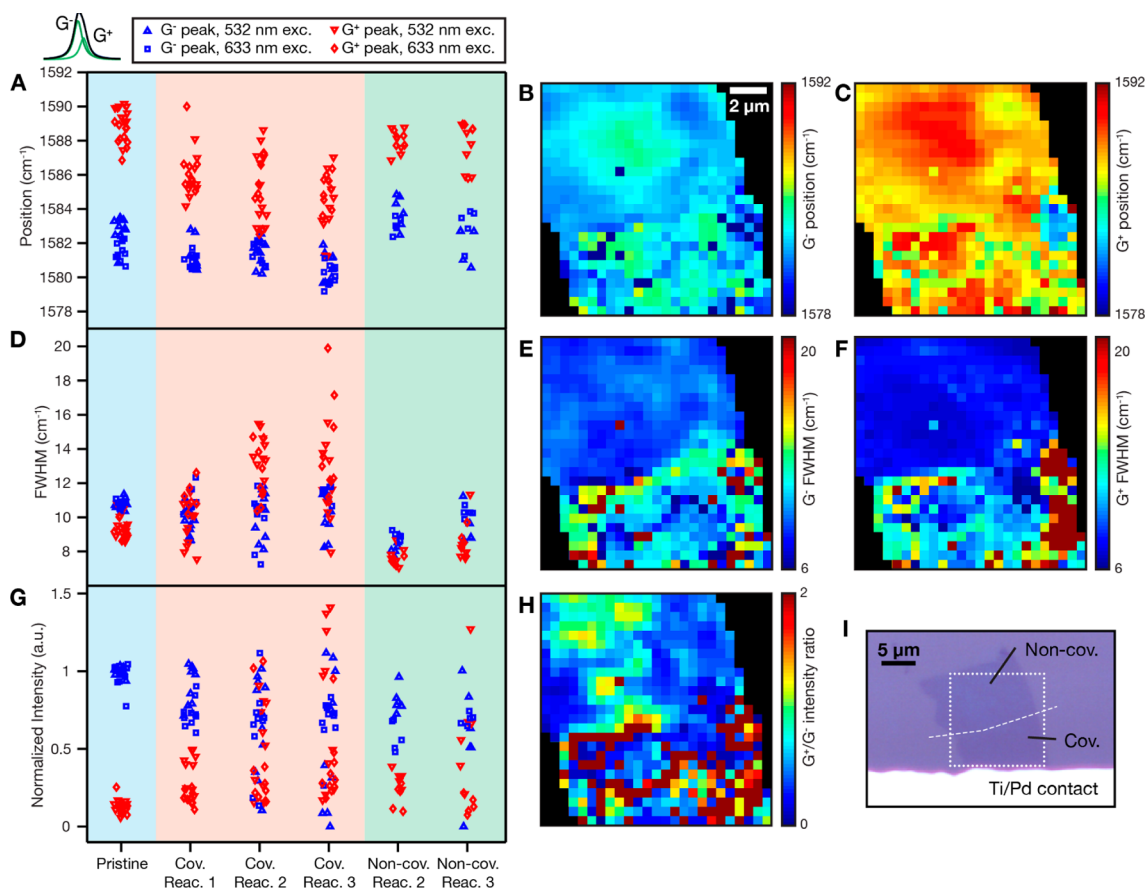 G⁻
G⁺
G⁻ peak, 532 nm exc.
G⁺ peak, 532 nm exc.
G⁻ peak, 633 nm exc.
G⁺ peak, 633 nm exc.
A
1592
1590
1588
1586
1584
1582
1580
1578
Position (cm⁻¹)
B
2 µm
1592
G⁻ position (cm⁻¹)
1578
C
1592
G⁺ position (cm⁻¹)
1578
D
20
18
16
14
12
10
8
FWHM (cm⁻¹)
E
20
G⁻ FWHM (cm⁻¹)
6
F
20
G⁺ FWHM (cm⁻¹)
6
G
1.5
1
0.5
0
Normalized Intensity (a.u.)
Pristine
Cov. Reac. 1
Cov. Reac. 2
Cov. Reac. 3
Non-cov. Reac. 2
Non-cov. Reac. 3
H
2
G⁺/G⁻ intensity ratio
0
I
5 µm
Non-cov.
Cov.
Ti/Pd contact